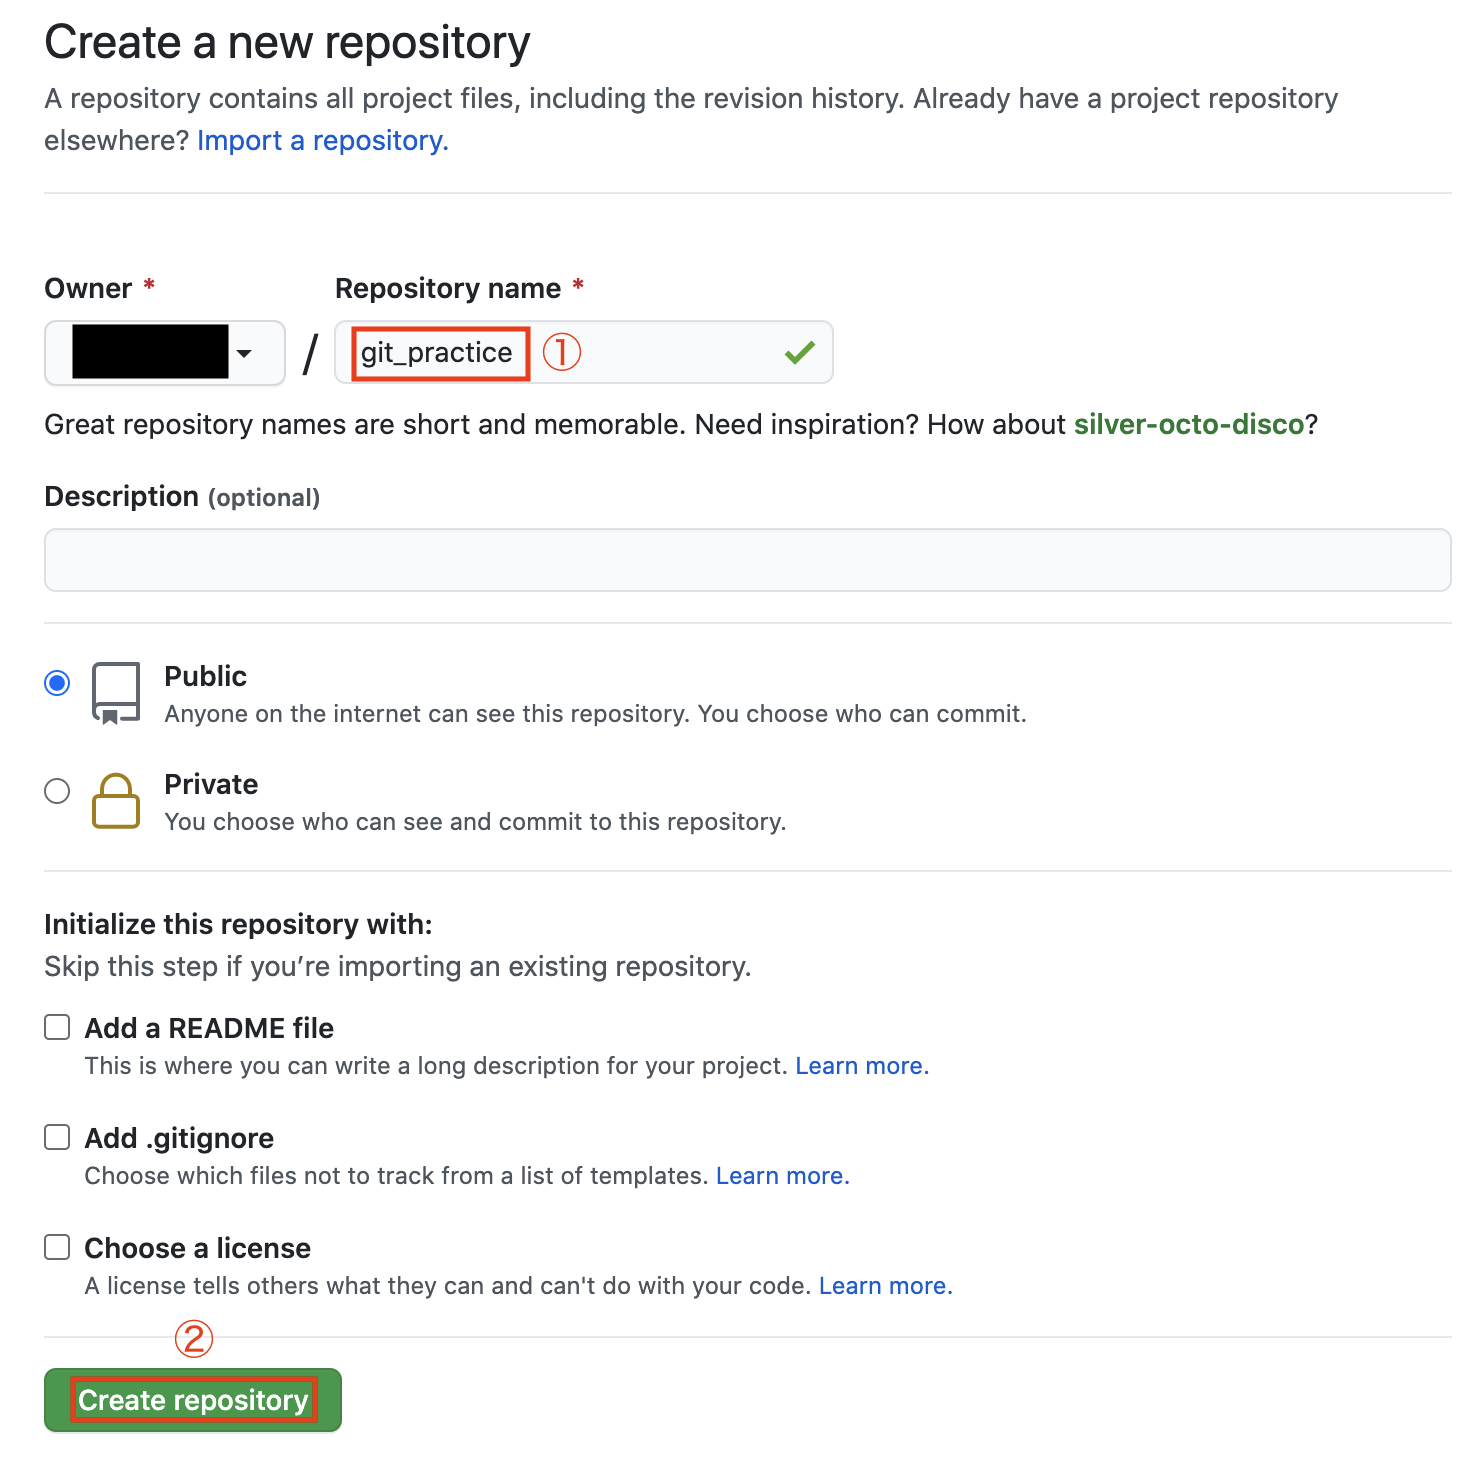 Create a new repository
A repository contains all project files, including the revision history. Already have a project repository
elsewhere? Import a repository.
Owner * Repository name *
/ git_practice ①
Great repository names are short and memorable. Need inspiration? How about silver-octo-disco?
Description (optional)
Public
Anyone on the internet can see this repository. You choose who can commit.
Private
You choose who can see and commit to this repository.
Initialize this repository with:
Skip this step if you’re importing an existing repository.
Add a README file
This is where you can write a long description for your project. Learn more.
Add .gitignore
Choose which files not to track from a list of templates. Learn more.
Choose a license
A license tells others what they can and can't do with your code. Learn more.
②
Create repository